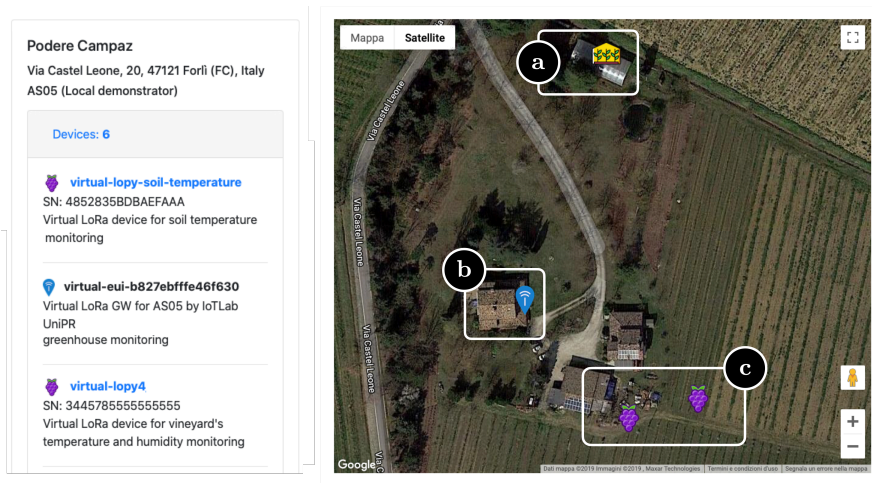 Podere Campaz
Via Castel Leone, 20, 47121 Forlì (FC), Italy
AS05 (Local demonstrator)
Devices: 6
virtual-lopy-soil-temperature
SN: 4852835BDBAEFAAA
Virtual LoRa device for soil temperature
monitoring
virtual-eui-b827ebfffe46f630
Virtual LoRa GW for AS05 by IoTLab
UniPR
greenhouse monitoring
virtual-lopy4
SN: 3445785555555555
Virtual LoRa device for vineyard's
temperature and humidity monitoring
Mappa
Satellite
a
Via Castel Leone
Via Castel Leone
b
Via Castel Leone
c
Via C
Google
Dati mappa ©2019 Immagini ©2019 , Maxar Technologies
Termini e condizioni d'uso
Segnala un errore nella mappa